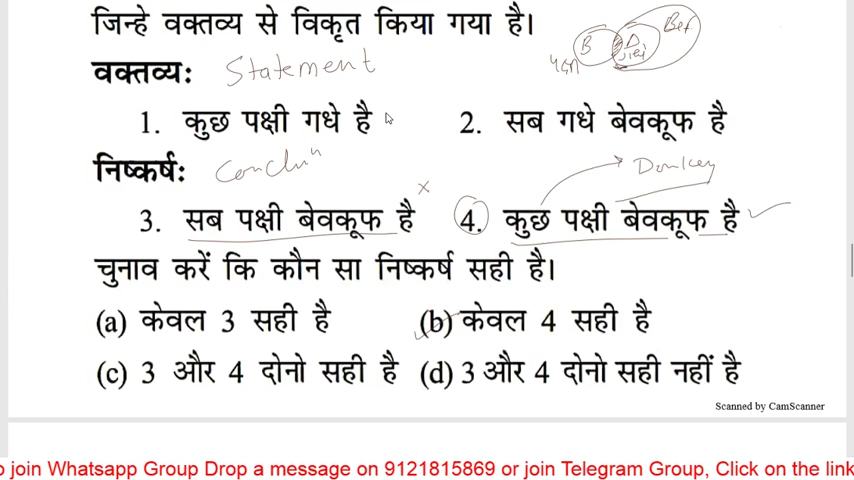 जिन्हे वक्तव्य से विकृत किया गया है।
B D Bef
गधे
वक्तव्यः Statement
1. कुछ पक्षी गधे है 2. सब गधे बेवकूफ है
निष्कर्षः Conclun
Donkey
3. सब पक्षी बेवकूफ है × 4. कुछ पक्षी बेवकूफ है ✓
चुनाव करें कि कौन सा निष्कर्ष सही है।
(a) केवल 3 सही है (b) केवल 4 सही है
(c) 3 और 4 दोनो सही है (d) 3 और 4 दोनो सही नहीं है
Scanned by CamScanner
o join Whatsapp Group Drop a message on 9121815869 or join Telegram Group, Click on the link